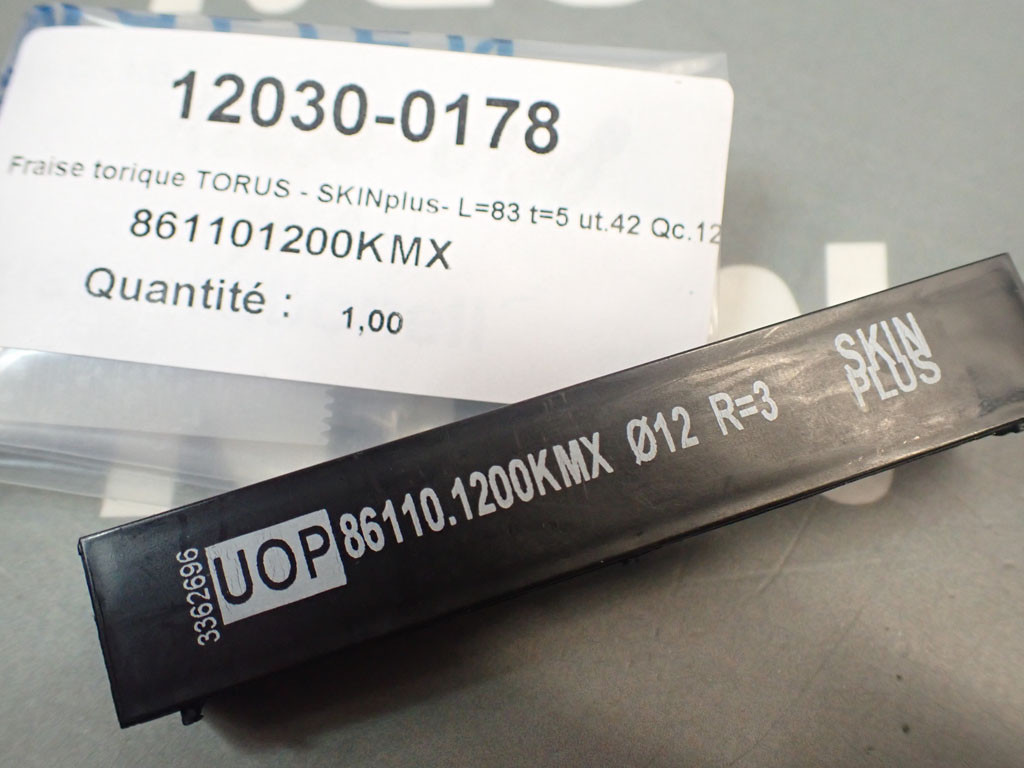 12030-0178
Fraise torique TORUS - SKINplus- L=83 t=5 ut.42 Qc.12
861101200KMX
Quantité : 1,00
SKIN
PLUS
UOP 86110.1200KMX Ø12 R=3
3362696